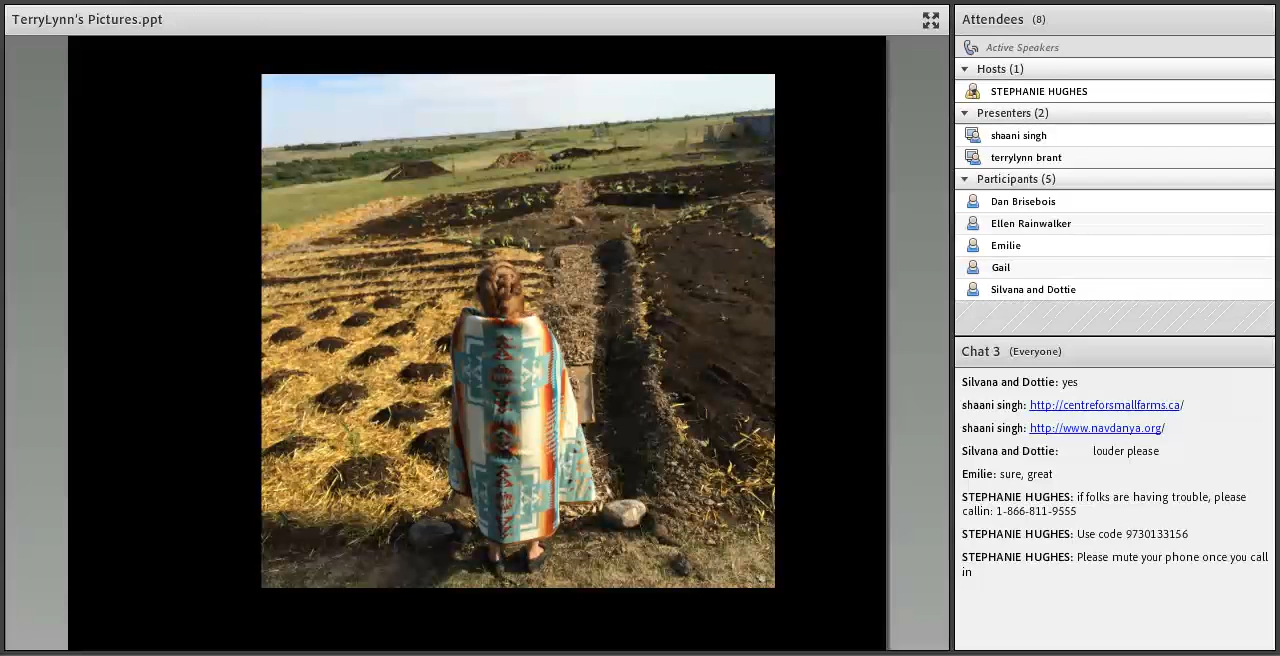 TerryLynn's Pictures.ppt
Attendees (8)
Active Speakers
Hosts (1)
STEPHANIE HUGHES
Presenters (2)
shaani singh
terrylynn brant
Participants (5)
Dan Brisebois
Ellen Rainwalker
Emilie
Gail
Silvana and Dottie
Chat 3 (Everyone)
Silvana and Dottie: yes
shaani singh: http://centreforsmallfarms.ca/
shaani singh: http://www.navdanya.org/
Silvana and Dottie: louder please
Emilie: sure, great
STEPHANIE HUGHES: if folks are having trouble, please
callin: 1-866-811-9555
STEPHANIE HUGHES: Use code 9730133156
STEPHANIE HUGHES: Please mute your phone once you call
in